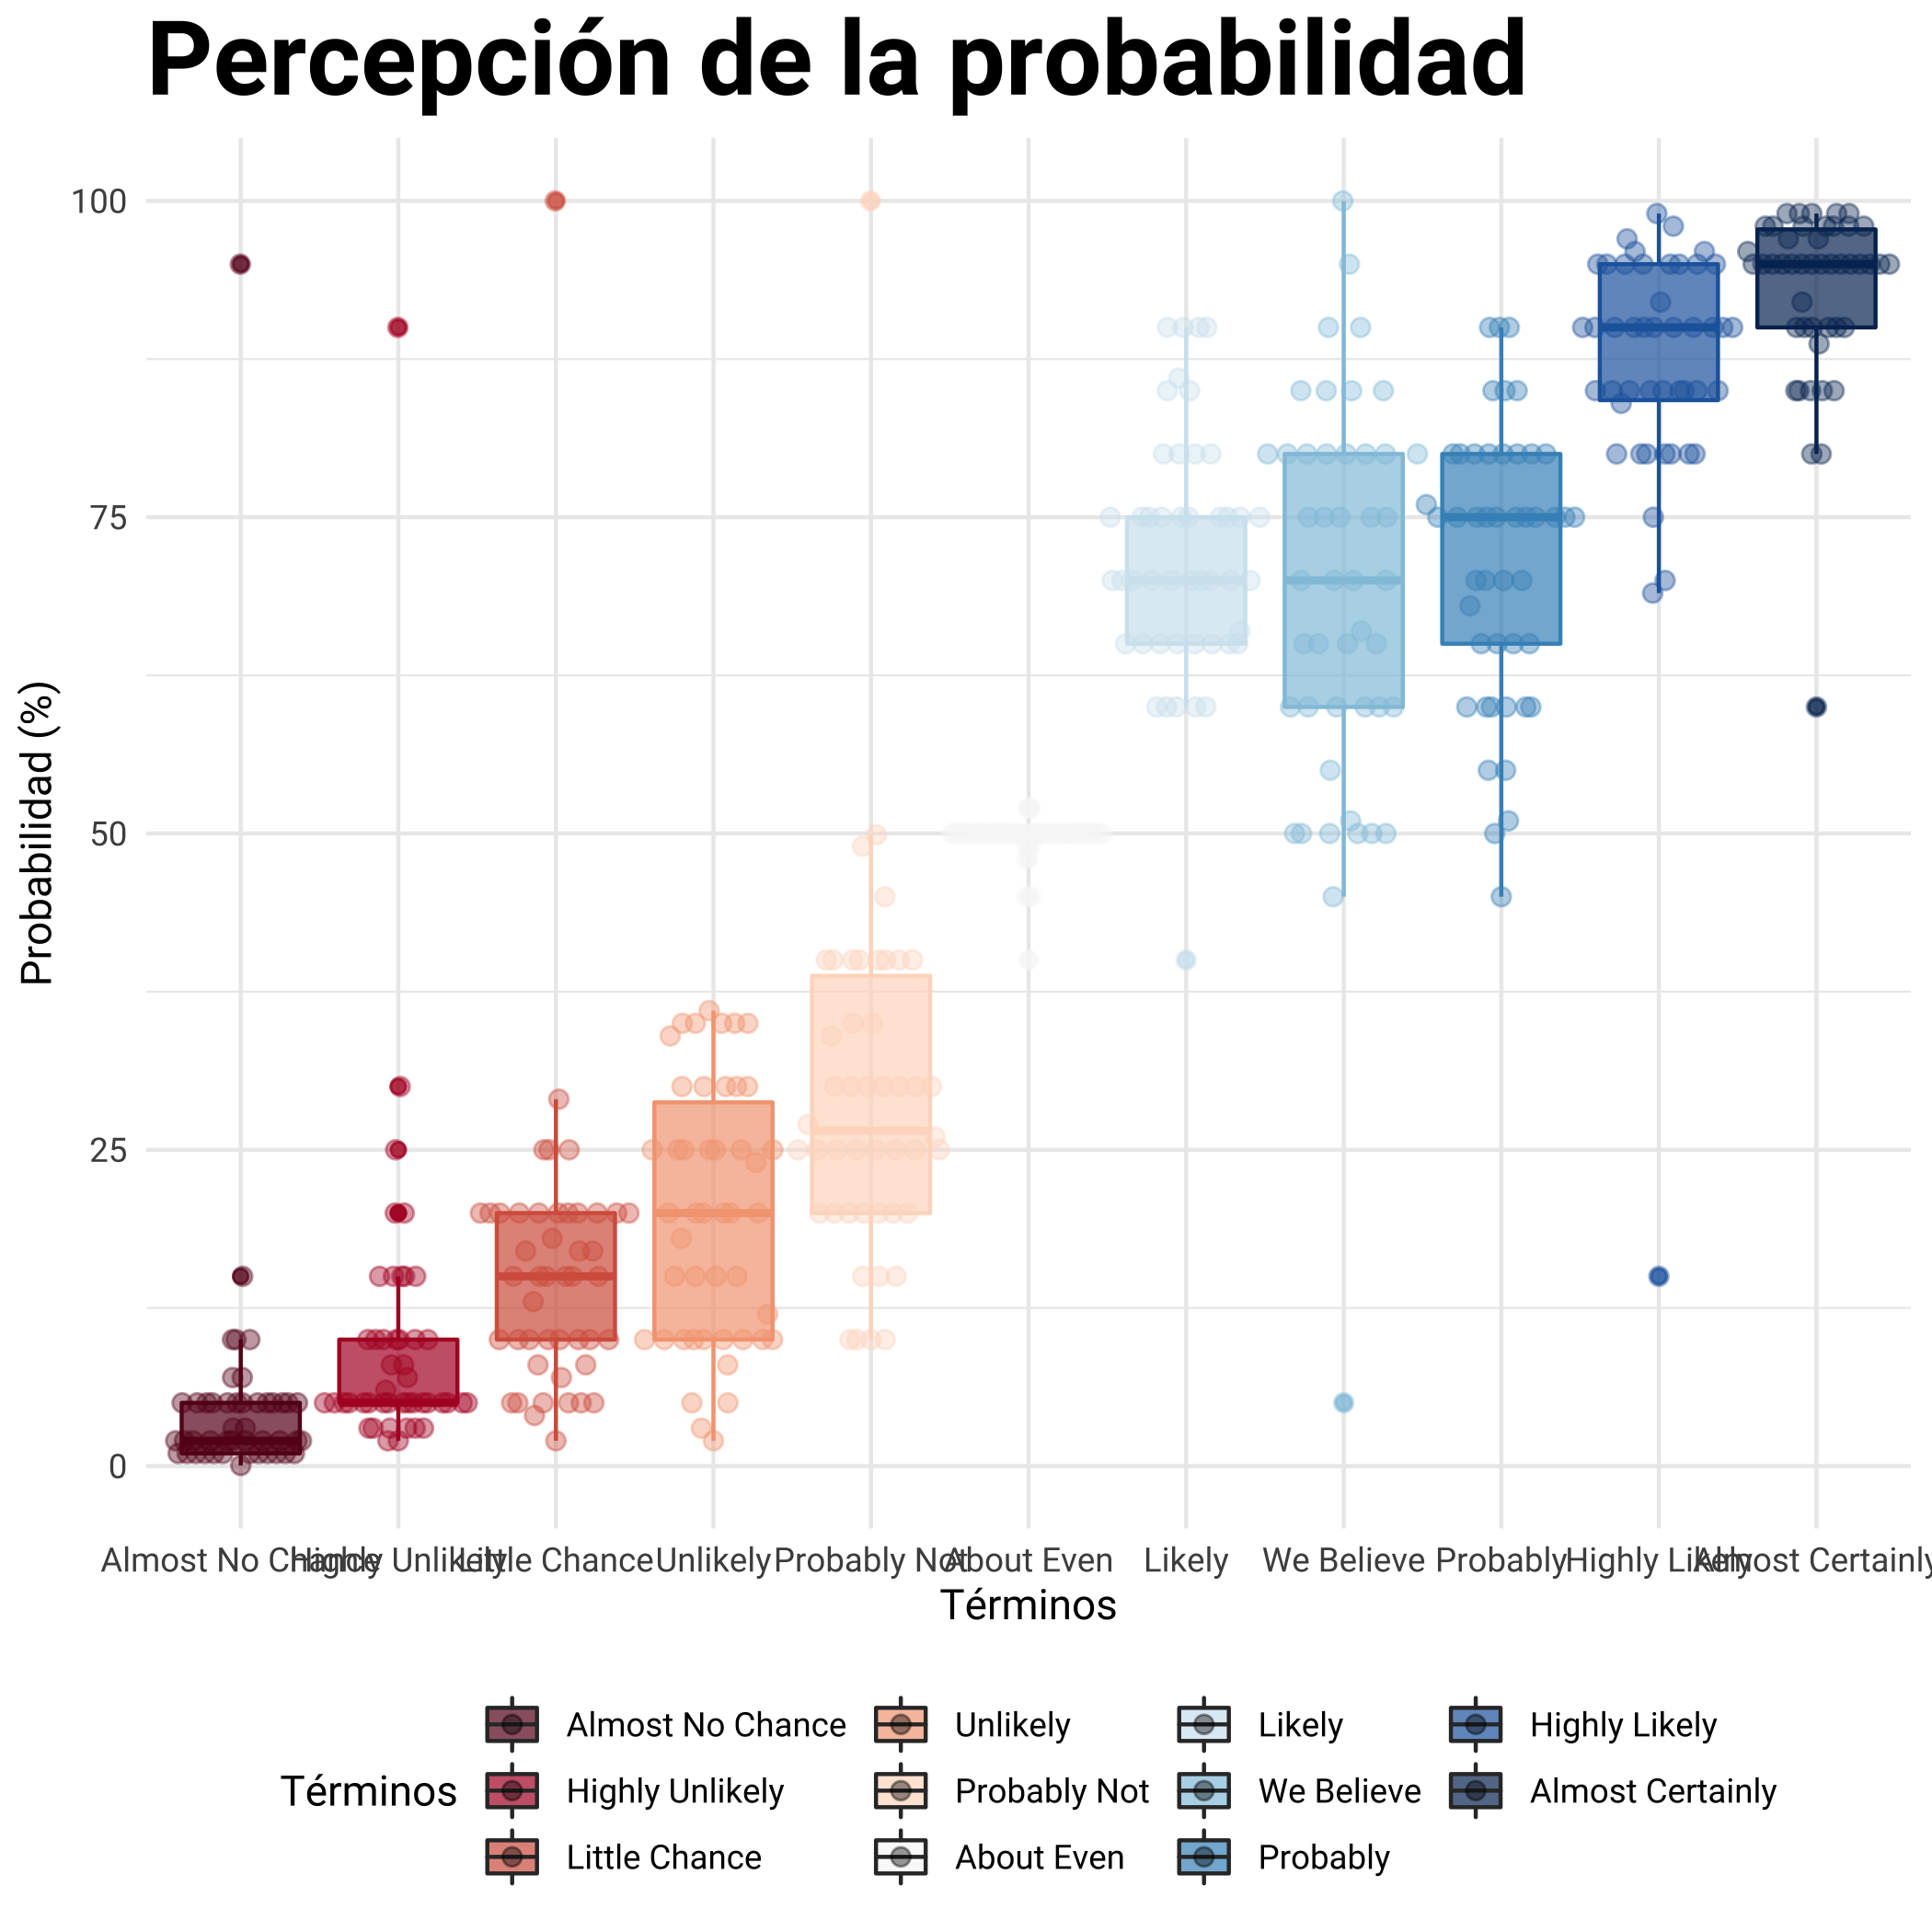 Percepción de la probabilidad
Probabilidad (%)
100
75
50
25
0
Almost No Chance Highly Unlikely Little Chance Unlikely Probably Not About Even Likely We Believe Probably Highly Likely Almost Certainly
Términos
Términos
Almost No Chance Unlikely Likely Highly Likely
Highly Unlikely Probably Not We Believe Almost Certainly
Little Chance About Even Probably